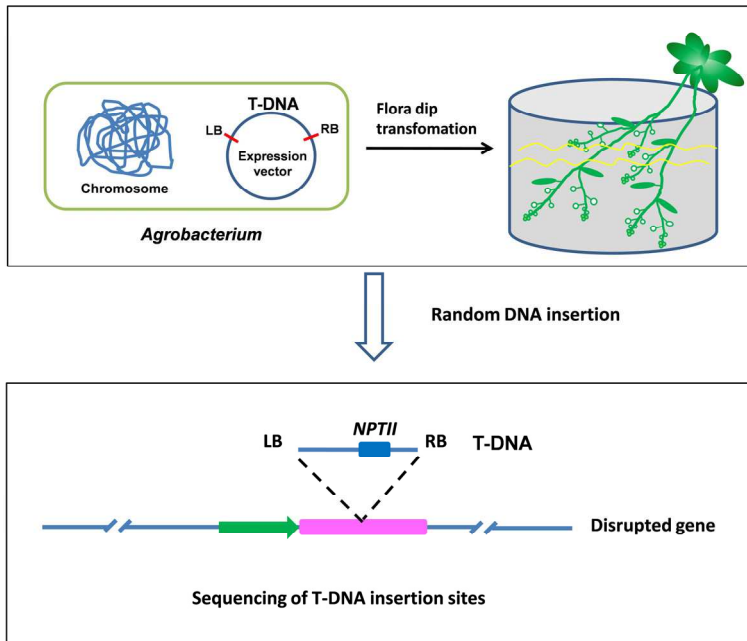 T-DNA
LB
RB
Expression
vector
Chromosome
Agrobacterium
Flora dip
transfomation
Random DNA insertion
NPTII
LB
RB
T-DNA
Disrupted gene
Sequencing of T-DNA insertion sites